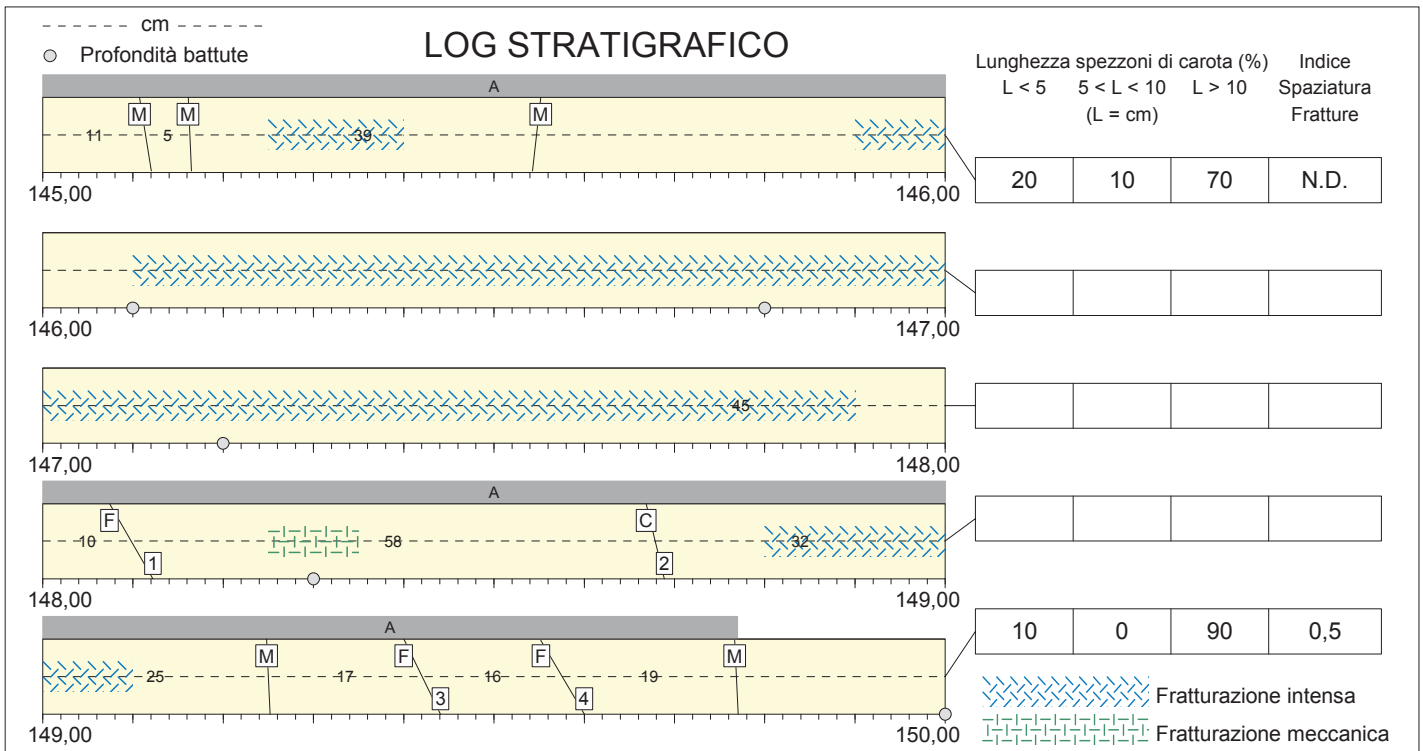 cm
Profondità battute
LOG STRATIGRAFICO
Lunghezza spezzoni di carota (%) Indice
L < 5 5 < L < 10 L > 10 Spaziatura
(L = cm) Fratture
A
M M M
11 5 39
145,00 146,00
20 10 70 N.D.
146,00 147,00
45
147,00 148,00
A
F C
10 58 32
1 2
148,00 149,00
A
M F F M
25 17 16 19
3 4
149,00 150,00
10 0 90 0,5
Fratturazione intensa
Fratturazione meccanica